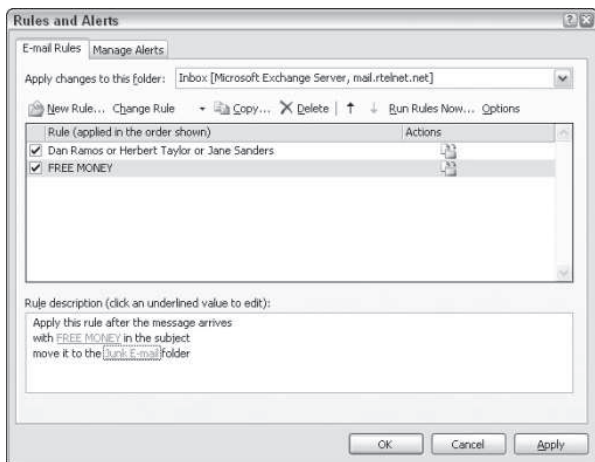 Rules and Alerts
E-mail Rules Manage Alerts
Apply changes to this folder: Inbox [Microsoft Exchange Server, mail.rtelnet.net]
New Rule... Change Rule Copy... Delete Run Rules Now... Options
Rule (applied in the order shown) Actions
Dan Ramos or Herbert Taylor or Jane Sanders
FREE MONEY
Rule description (click an underlined value to edit):
Apply this rule after the message arrives
with FREE MONEY in the subject
move it to the Junk E-mail folder
OK Cancel Apply